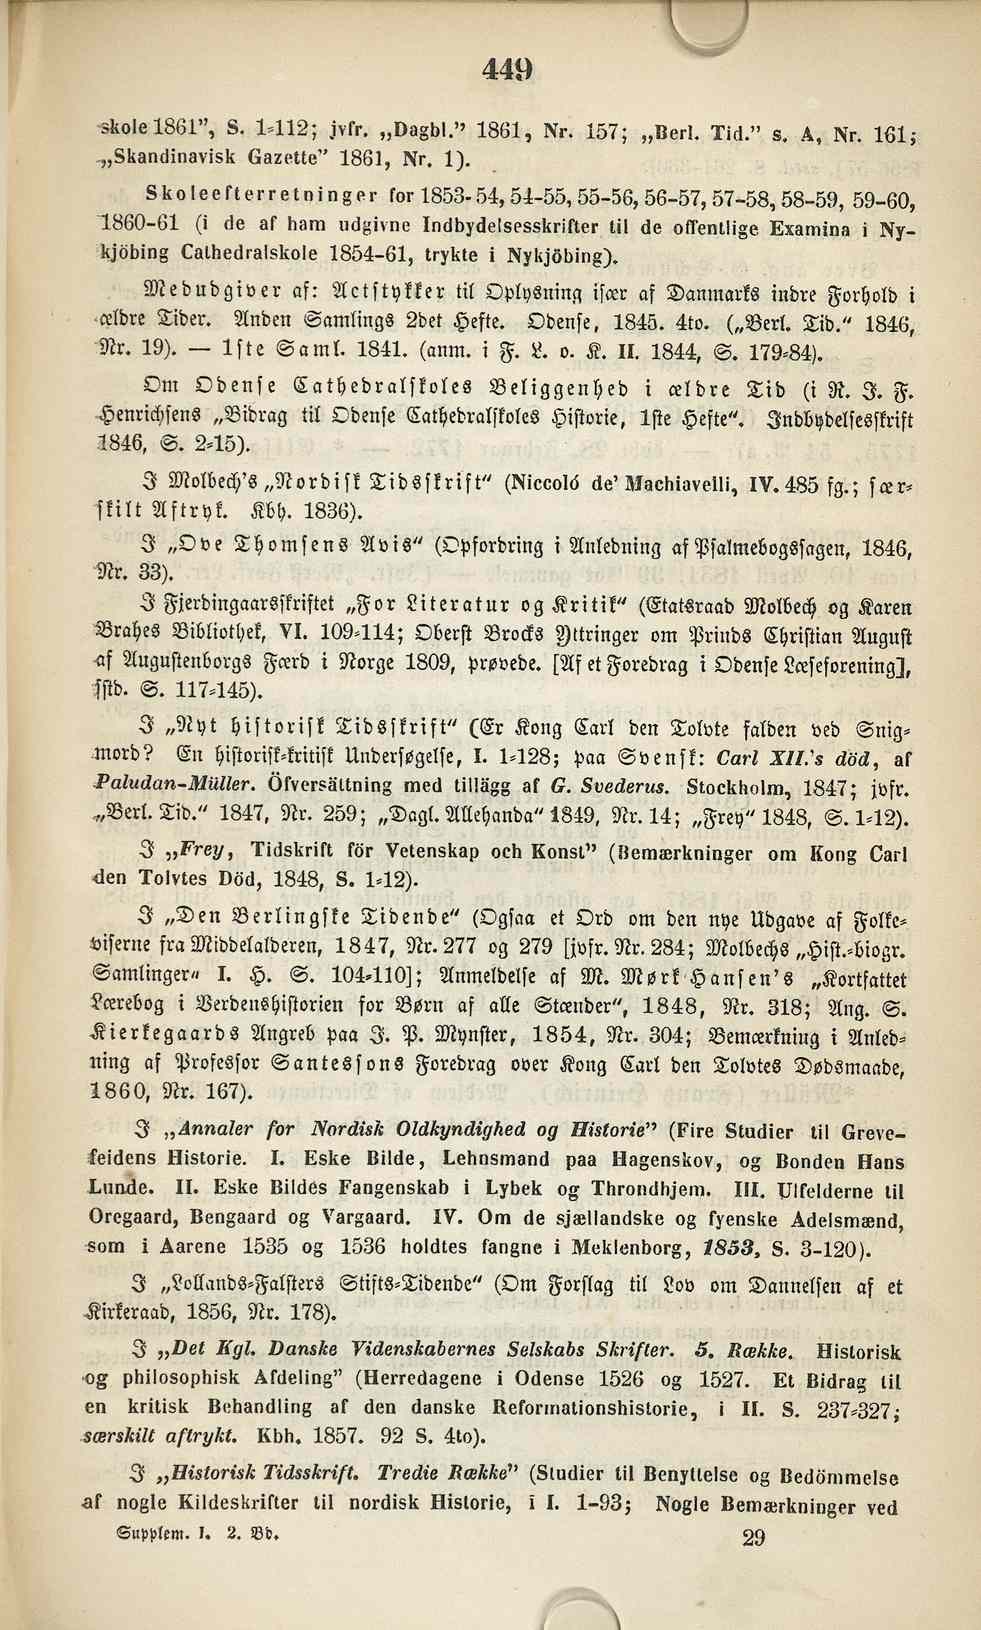 449
skole 1861”, S. 1-112; jvfr. „Dagbl.” 1861, Nr. 157; „Berl. Tid.” s. A, Nr. 161;
„Skandinavisk Gazette” 1861, Nr. 1).
Skoleefterretninger for 1853-54, 54-55, 55-56, 56-57, 57-58, 58-59, 59-60,
1860-61 (i de af ham udgivne Indbydelsesskrifter til de offentlige Examina i Ny-
kjöbing Cathedralskole 1854-61, trykte i Nykjöbing).
Medudgiver af: Actstykker til Oplysning især af Danmarks indre Forhold i
ældre Tider. Anden Samlings 2det Hefte. Odense, 1845. 4to. („Berl. Tid.“ 1846,
Nr. 19). — 1ste Saml. 1841. (anm. i F. L. o. K. II. 1844, S. 179-84).
Om Odense Cathedralskoles Beliggenhed i ældre Tid (i R. J. F.
Henrichsens „Bidrag til Odense Cathedralskoles Historie, 1ste Hefte“. Indbydelsesskrift
1846, S. 2-15).
I Molbech's „Nordisk Tidsskrift“ (Niccoló de' Machiavelli, IV. 485 fg.; sær-
skilt Aftryk. Kbh. 1836).
I „Ove Thomsens Avis“ (Opfordring i Anledning af Psalmebogssagen, 1846,
Nr. 33).
I Fjerdingaarsskriftet „For Literatur og Kritik“ (Etatsraad Molbech og Karen
Brahes Bibliothek, VI. 109-114; Oberst Brocks Yttringer om Prinds Christian August
af Augustenborgs Færd i Norge 1809, prøvede. [Af et Foredrag i Odense Læseforening],
sstd. S. 117-145).
I „Nyt historisk Tidsskrift“ (Er Kong Carl den Tolvte falden ved Snig-
mord? En historisk-kritisk Undersøgelse, I. 1-128; paa Svensk: Carl XII.'s död, af
Paludan-Müller. Öfversättning med tillägg af G. Svederus. Stockholm, 1847; jvfr.
„Berl. Tid.“ 1847, Nr. 259; „Dagl. Allehanda“ 1849, Nr. 14; „Frey“ 1848, S. 1-12).
I „Frey, Tidskrift för Vetenskap och Konst” (Bemærkninger om Kong Carl
den Tolvtes Död, 1848, S. 1-12).
I „Den Berlingske Tidende“ (Ogsaa et Ord om den nye Udgave af Folke-
viserne fra Middelalderen, 1847, Nr. 277 og 279 [jvfr. Nr. 284; Molbechs „Hist.-biogr.
Samlinger“ I. H. S. 104-110]; Anmeldelse af M. Mørk Hansen's „Kortfattet
Lærebog i Verdenshistorien for Børn af alle Stænder“, 1848, Nr. 318; Ang. S.
Kierkegaards Angreb paa J. P. Mynster, 1854, Nr. 304; Bemærkning i Anled-
ning af Professor Santessons Foredrag over Kong Carl den Tolvtes Dødsmaade,
1860, Nr. 167).
I „Annaler for Nordisk Oldkyndighed og Historie” (Fire Studier til Greve-
feidens Historie. I. Eske Bilde, Lehnsmand paa Hagenskov, og Bonden Hans
Lunde. II. Eske Bildes Fangenskab i Lybek og Throndhjem. III. Ulfelderne til
Oregaard, Bengaard og Vargaard. IV. Om de sjællandske og fyenske Adelsmænd,
som i Aarene 1535 og 1536 holdtes fangne i Meklenborg, 1853, S. 3-120).
I „Lollands-Falsters Stifts-Tidende“ (Om Forslag til Lov om Dannelsen af et
Kirkeraad, 1856, Nr. 178).
I „Det Kgl. Danske Videnskabernes Selskabs Skrifter. 5. Række. Historisk
og philosophisk Afdeling” (Herredagene i Odense 1526 og 1527. Et Bidrag til
en kritisk Behandling af den danske Reformationshistorie, i II. S. 237-327;
særskilt aftrykt. Kbh. 1857. 92 S. 4to).
I „Historisk Tidsskrift. Tredie Række” (Studier til Benyttelse og Bedömmelse
af nogle Kildeskrifter til nordisk Historie, i I. 1-93; Nogle Bemærkninger ved
Supplem. I. 2. Bd. 29